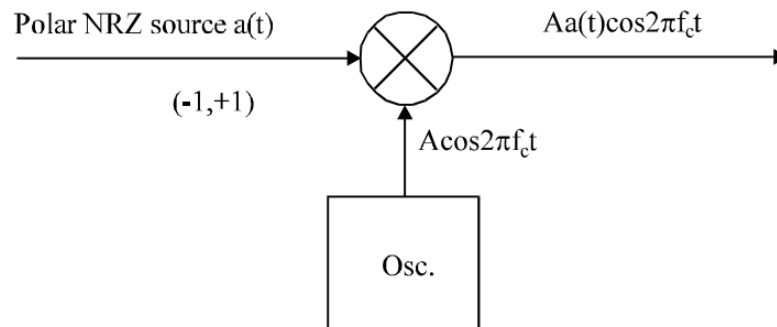 Polar NRZ source a(t)
Aa(t)cos2πf_ct
(-1,+1)
Acos2πf_ct
Osc.